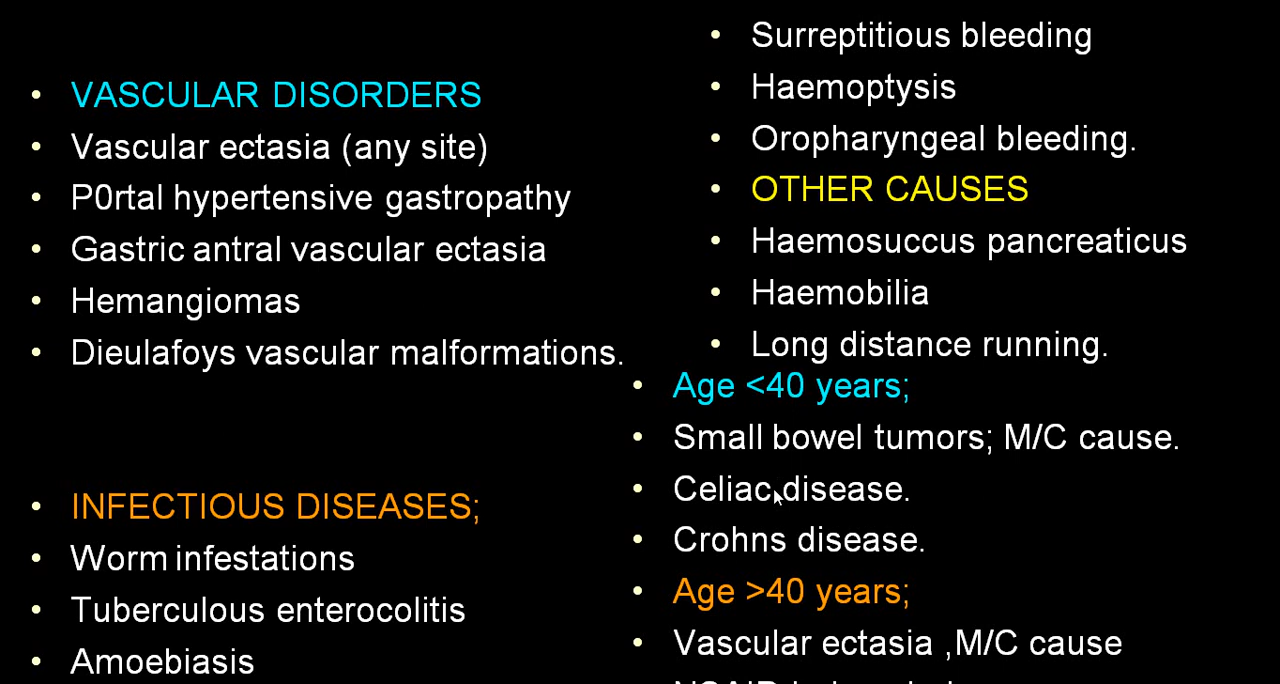 • VASCULAR DISORDERS
• Vascular ectasia (any site)
• P0rtal hypertensive gastropathy
• Gastric antral vascular ectasia
• Hemangiomas
• Dieulafoys vascular malformations.
• INFECTIOUS DISEASES;
• Worm infestations
• Tuberculous enterocolitis
• Amoebiasis
• Surreptitious bleeding
• Haemoptysis
• Oropharyngeal bleeding.
• OTHER CAUSES
• Haemosuccus pancreaticus
• Haemobilia
• Long distance running.
• Age <40 years;
• Small bowel tumors; M/C cause.
• Celiac disease.
• Crohns disease.
• Age >40 years;
• Vascular ectasia ,M/C cause